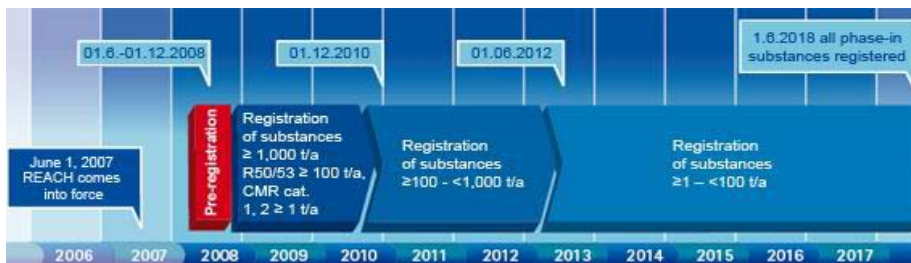 01.6.-01.12.2008
01.12.2010
01.06.2012
1.6.2018 all phase-in
substances registered
June 1, 2007
REACH comes
into force
Pre-registration
Registration
of substances
≥ 1,000 t/a
R50/53 ≥ 100 t/a,
CMR cat.
1, 2 ≥ 1 t/a
Registration
of substances
≥100 - <1,000 t/a
Registration
of substances
≥1 – <100 t/a
2006 2007 2008 2009 2010 2011 2012 2013 2014 2015 2016 2017